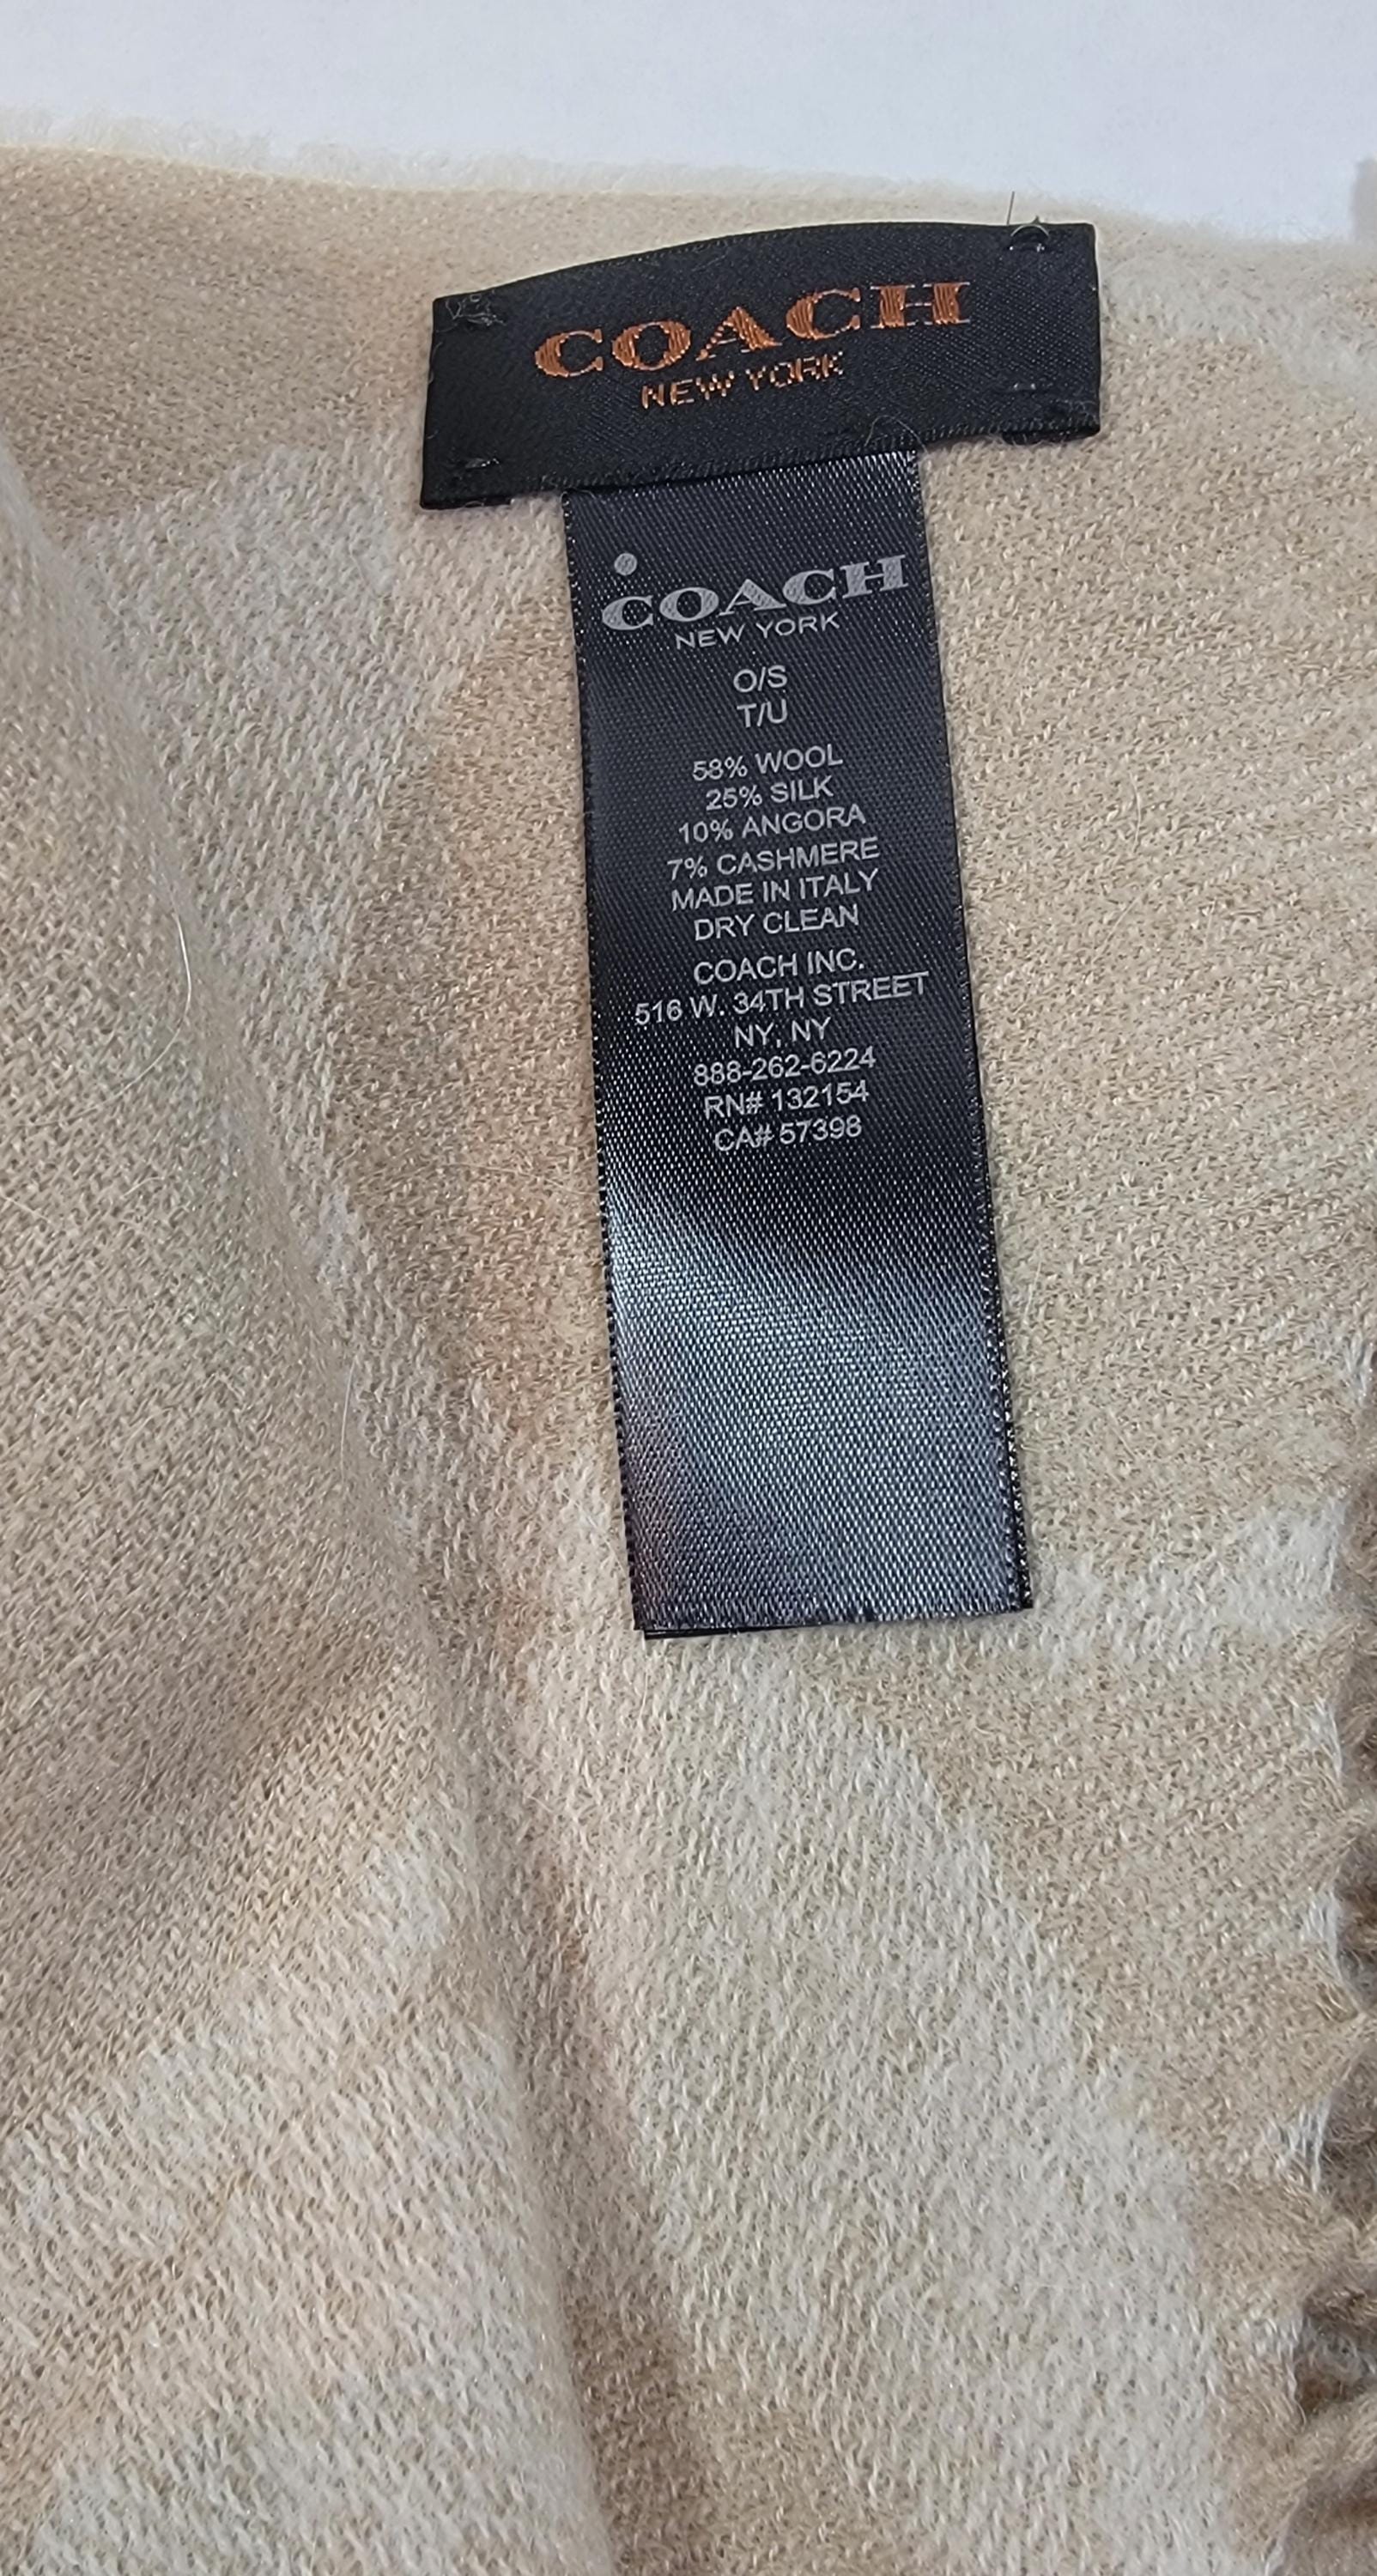 COACH
NEW YORK
COACH
NEW YORK
O/S
T/U
58% WOOL
25% SILK
10% ANGORA
7% CASHMERE
MADE IN ITALY
DRY CLEAN
COACH INC.
516 W. 34TH STREET
NY, NY
888-262-6224
RN# 132154
CA# 57398